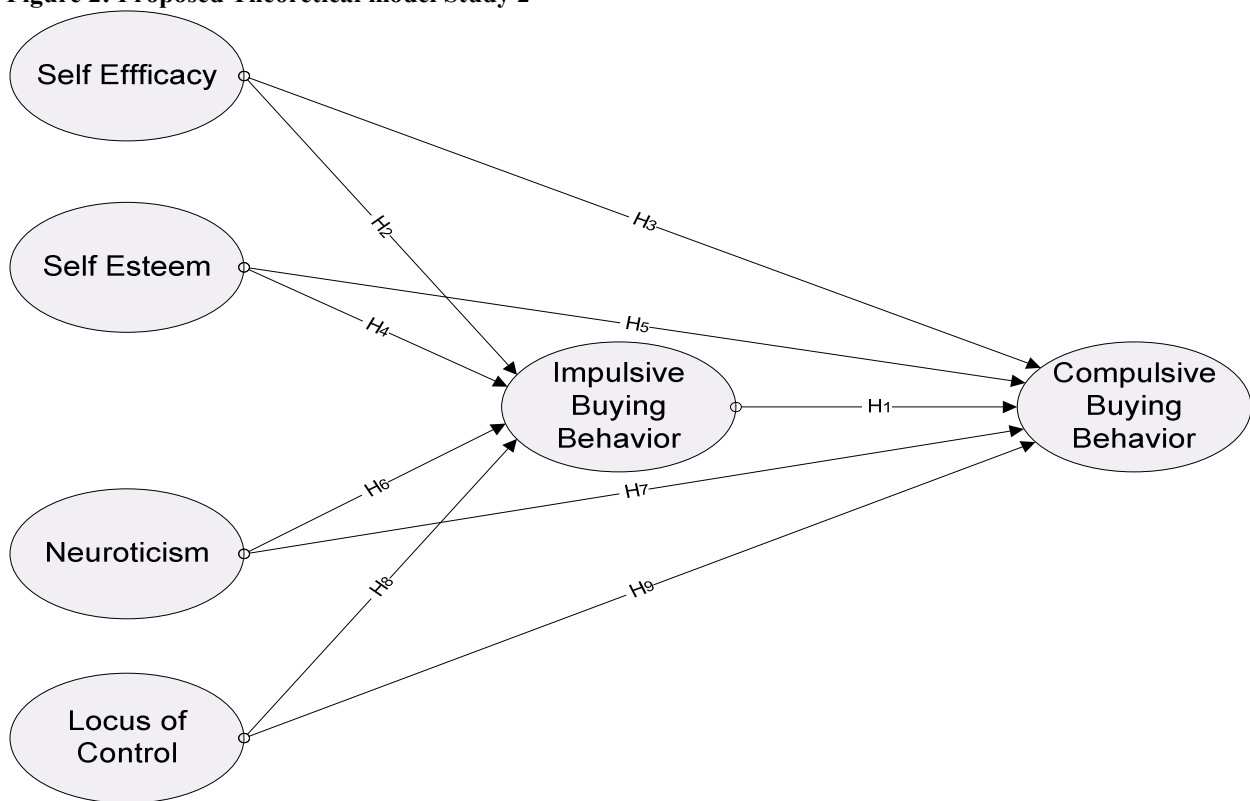 Figure 2: Proposed Theoretical model Study 2
Self Effficacy
H3
H2
Self Esteem
H5
H4
Impulsive
Buying
Behavior
H1
Compulsive
Buying
Behavior
H6
H7
Neuroticism
H8
H9
Locus of
Control